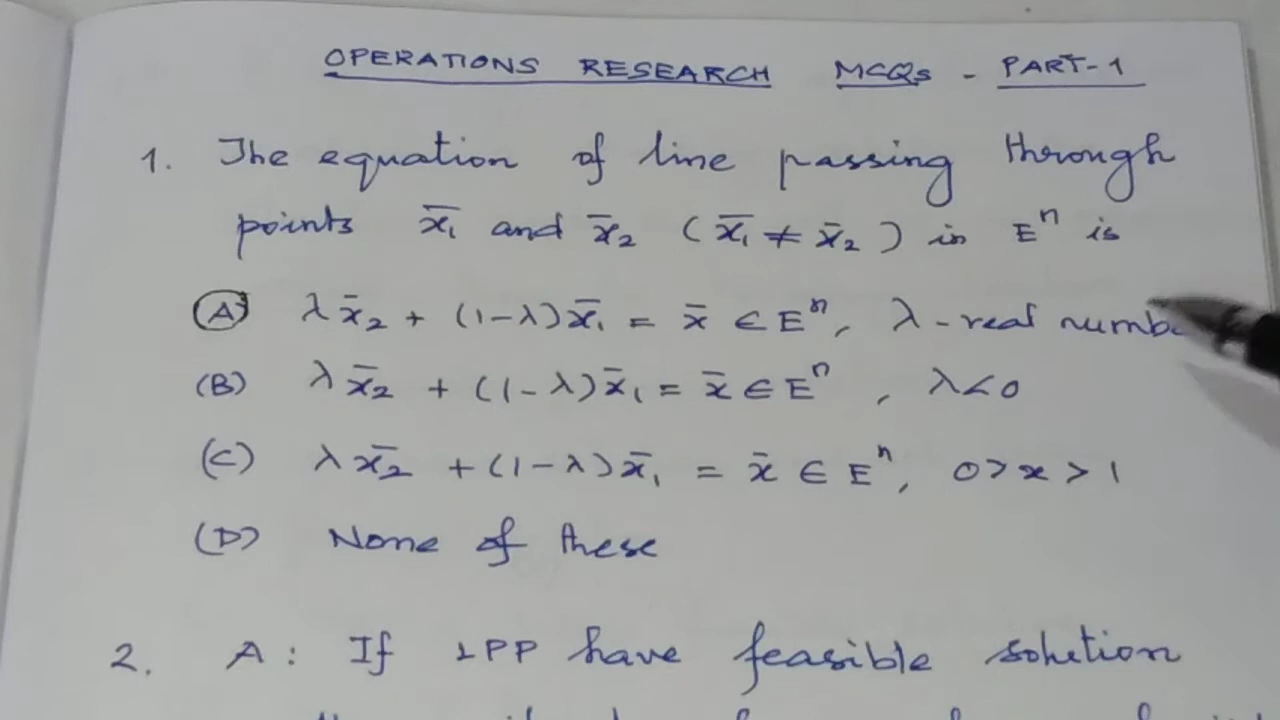 OPERATIONS RESEARCH MCQs - PART-1
1. The equation of line passing through
points x̄₁ and x̄₂ (x̄₁ ≠ x̄₂) in Eⁿ is
(A) λx̄₂ + (1-λ)x̄₁ = x̄ ∈ Eⁿ, λ-real
(B) λx̄₂ + (1-λ)x̄₁ = x̄ ∈ Eⁿ, λ<0
(C) λx̄₂ + (1-λ)x̄₁ = x̄ ∈ Eⁿ, 0>x>1
(D) None of these
2. A: If LPP have feasible solution